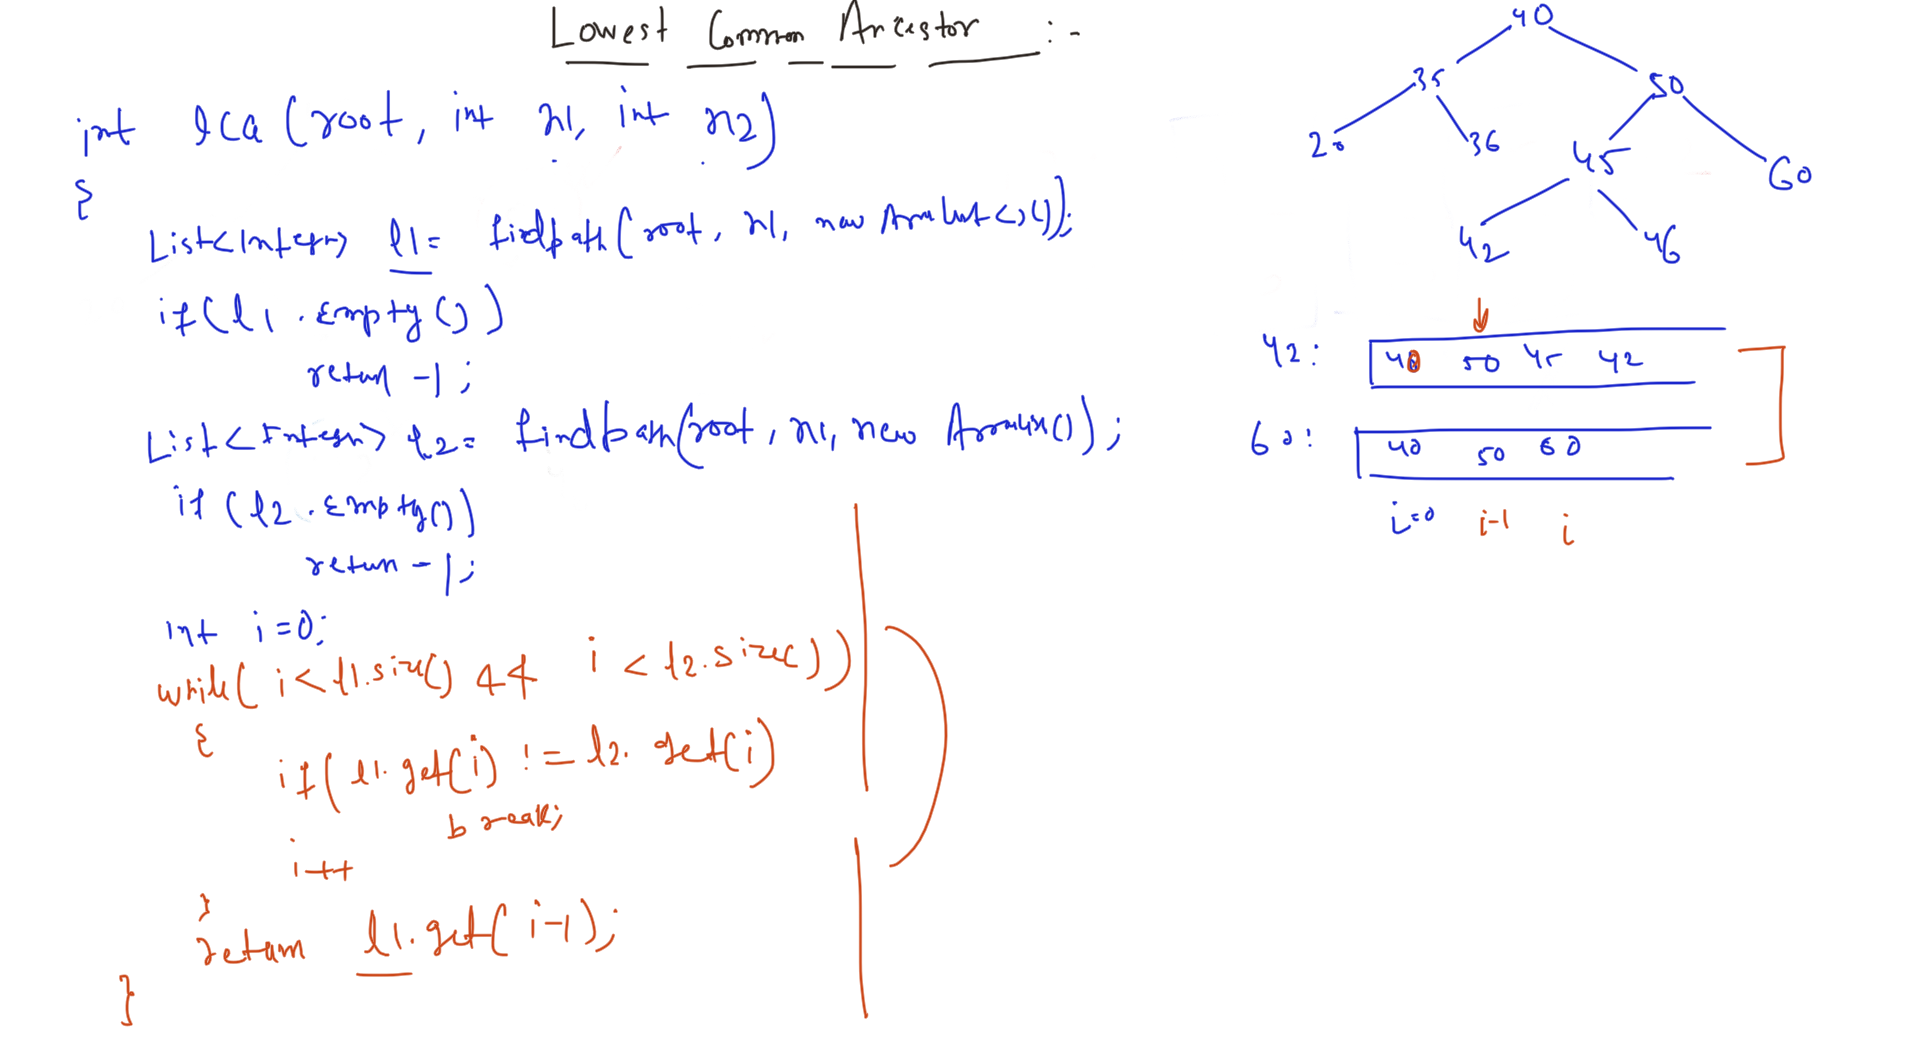 Lowest Common Ancestor :-
int lca (root, int n1, int n2)
{
List<Integer> l1 = findpath (root, n1, new ArrayList<>());
if (l1 . Empty ())
return -1;
List<Integer> l2 = findpath (root, n1, new ArrayList());
if (l2 . Empty())
return -1;
int i=0;
while( i< l1.size() && i < l2.size())
{
if( l1.get(i) != l2. get(i)
break;
i++
}
return l1.get( i-1);
}
40
35 50
20 36 45 60
42 46
42: 40 50 45 42
60: 40 50 60
i=0 i-1 i